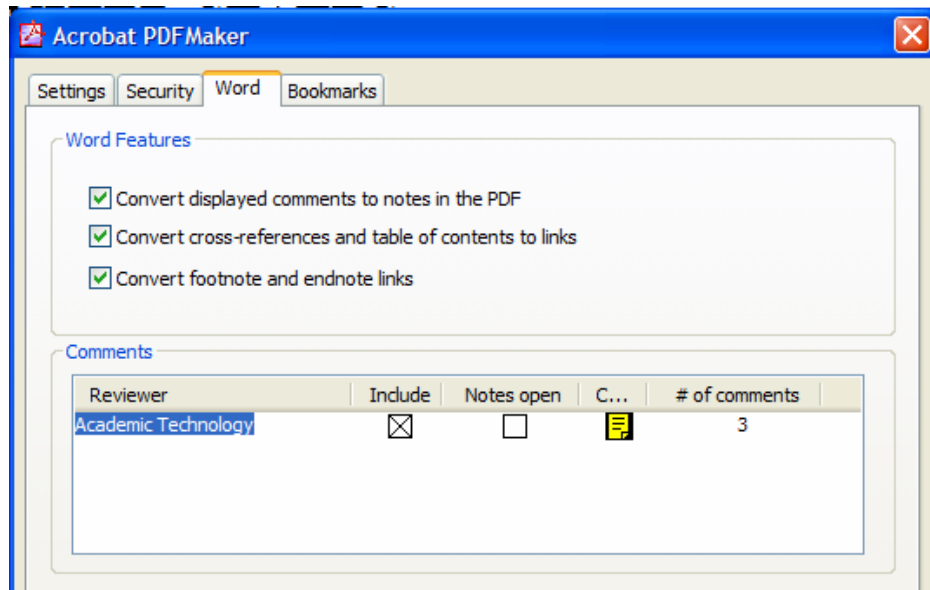 Acrobat PDFMaker
Settings Security Word Bookmarks
Word Features
Convert displayed comments to notes in the PDF
Convert cross-references and table of contents to links
Convert footnote and endnote links
Comments
Reviewer Include Notes open C... # of comments
Academic Technology 3